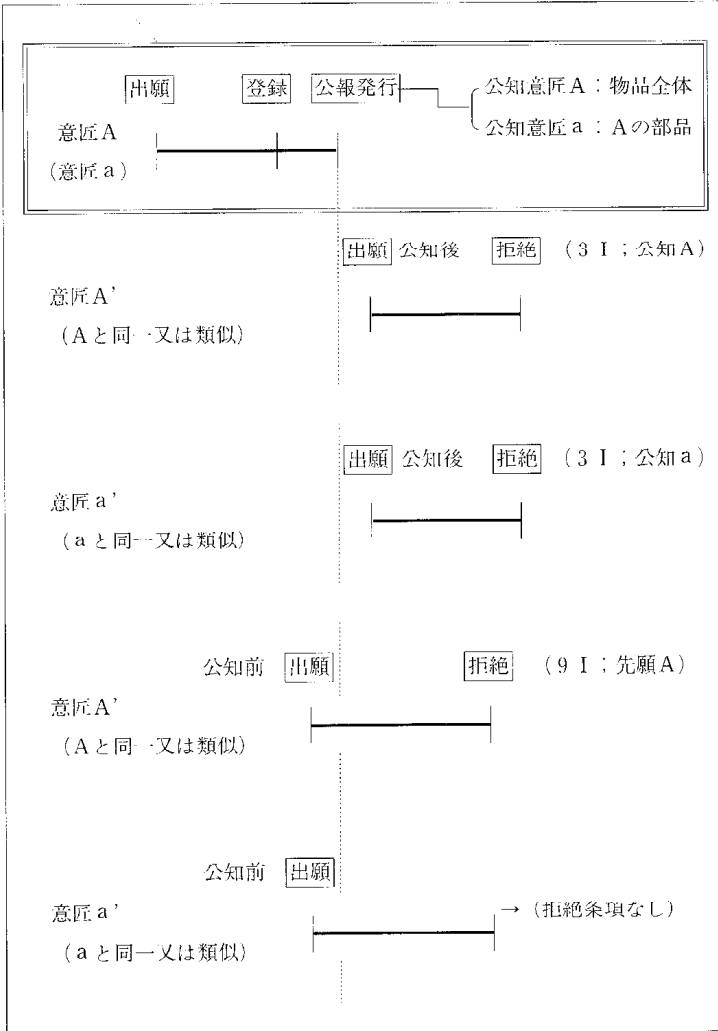 出願 登録 公報発行 公知意匠A：物品全体
公知意匠a：Aの部品
意匠A
(意匠a)
出願 公知後 拒絶 (3Ⅰ；公知A)
意匠A'
(Aと同一又は類似)
出願 公知後 拒絶 (3Ⅰ；公知a)
意匠a'
(aと同一又は類似)
公知前 出願 拒絶 (9Ⅰ；先願A)
意匠A'
(Aと同一又は類似)
公知前 出願
意匠a' → (拒絶条項なし)
(aと同一又は類似)